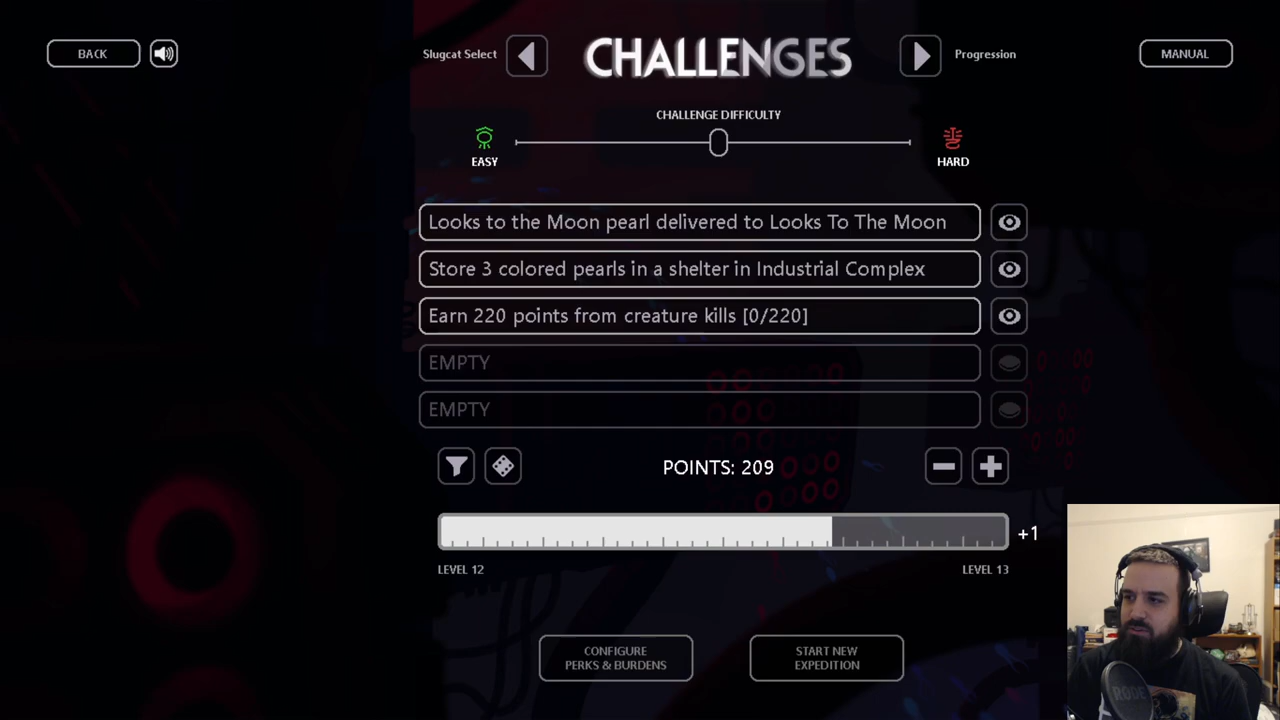 BACK
Slugcat Select
CHALLENGES
Progression
MANUAL
CHALLENGE DIFFICULTY
EASY
HARD
Looks to the Moon pearl delivered to Looks To The Moon
Store 3 colored pearls in a shelter in Industrial Complex
Earn 220 points from creature kills [0/220]
EMPTY
EMPTY
POINTS: 209
+1
LEVEL 12
LEVEL 13
CONFIGURE
PERKS & BURDENS
START NEW
EXPEDITION
RODE